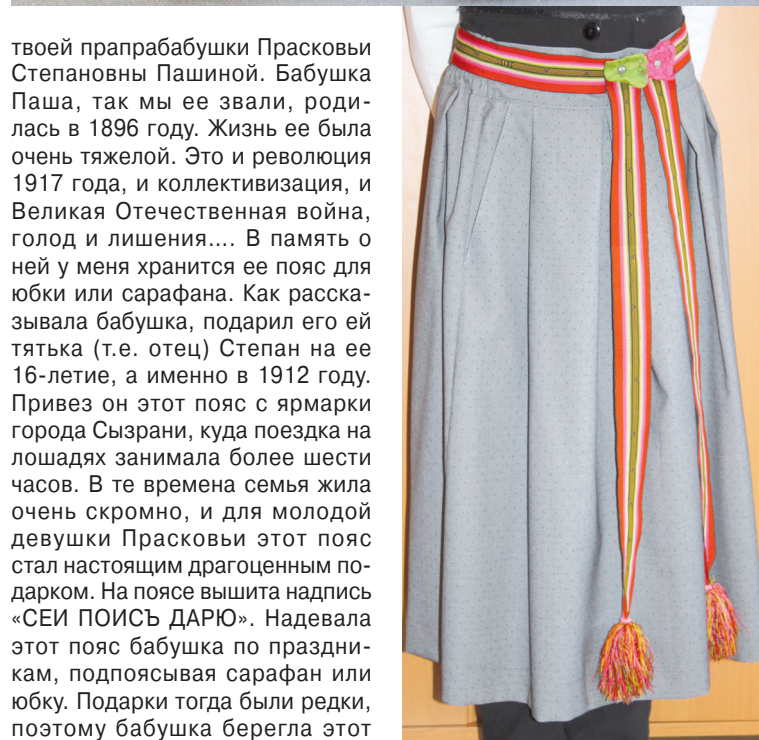 твоей прапрабабушки Прасковьи
Степановны Пашиной. Бабушка
Паша, так мы ее звали, роди-
лась в 1896 году. Жизнь ее была
очень тяжелой. Это и революция
1917 года, и коллективизация, и
Великая Отечественная война,
голод и лишения.... В память о
ней у меня хранится ее пояс для
юбки или сарафана. Как расска-
зывала бабушка, подарил его ей
тятька (т.е. отец) Степан на ее
16-летие, а именно в 1912 году.
Привез он этот пояс с ярмарки
города Сызрани, куда поездка на
лошадях занимала более шести
часов. В те времена семья жила
очень скромно, и для молодой
девушки Прасковьи этот пояс
стал настоящим драгоценным по-
дарком. На поясе вышита надпись
«СЕИ ПОИСЪ ДАРЮ». Надевала
этот пояс бабушка по праздни-
кам, подпоясывая сарафан или
юбку. Подарки тогда были редки,
поэтому бабушка берегла этот